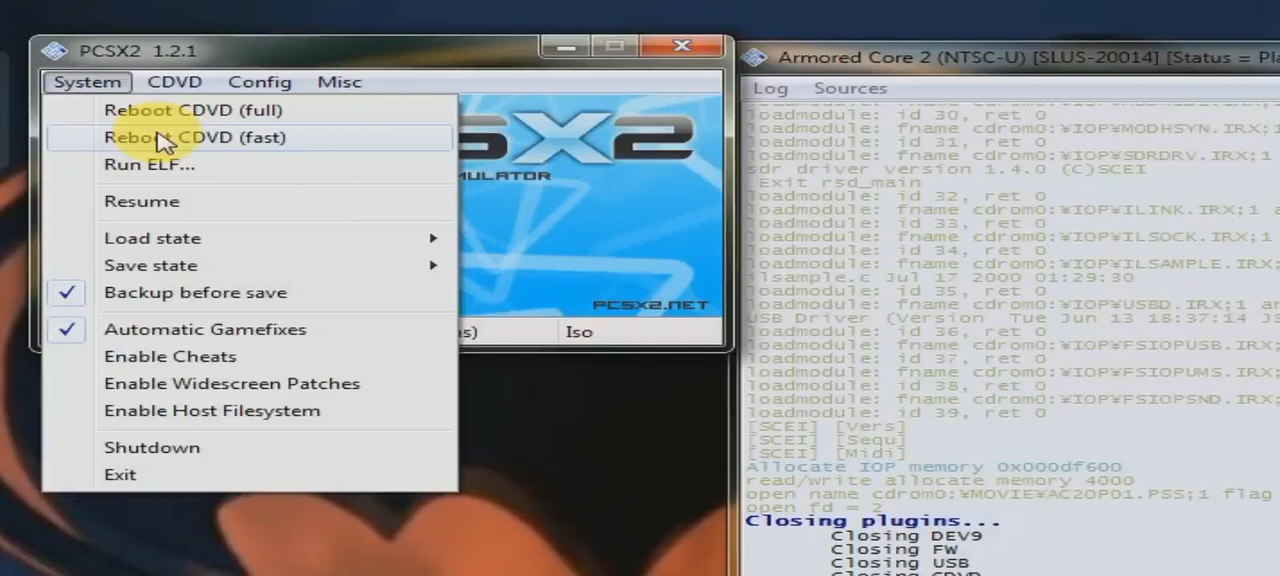 PCSX2 1.2.1
System CDVD Config Misc
Reboot CDVD (full)
Reboot CDVD (fast)
Run ELF...
Resume
Load state
Save state
Backup before save
Automatic Gamefixes
Enable Cheats
Enable Widescreen Patches
Enable Host Filesystem
Shutdown
Exit
SX2
MULATOR
PCSX2.NET
Iso
Armored Core 2 (NTSC-U) [SLUS-20014] [Status = Pla
Log Sources
loadmodule: id 30, ret 0
loadmodule: fname cdrom0:¥IOP¥MODHSYN.IRX;1
loadmodule: id 31, ret 0
loadmodule: fname cdrom0:¥IOP¥SDRDRV.IRX;1
sdr driver version 1.4.0 (C)SCEI
Exit rsd_main
loadmodule: id 32, ret 0
loadmodule: fname cdrom0:¥IOP¥ILINK.IRX;1
loadmodule: id 33, ret 0
loadmodule: fname cdrom0:¥IOP¥ILSOCK.IRX;1
loadmodule: id 34, ret 0
loadmodule: fname cdrom0:¥IOP¥ILSAMPLE.IRX;
ilsample.c Jul 17 2000 01:29:30
loadmodule: id 35, ret 0
loadmodule: fname cdrom0:¥IOP¥USBD.IRX;1
USB Driver (Version Tue Jun 13 18:37:14 JS
loadmodule: id 36, ret 0
loadmodule: fname cdrom0:¥IOP¥FSIOPUSB.IRX;
loadmodule: id 37, ret 0
loadmodule: fname cdrom0:¥IOP¥FSIOPUMS.IRX;
loadmodule: id 38, ret 0
loadmodule: fname cdrom0:¥IOP¥FSIOPSND.IRX;
loadmodule: id 39, ret 0
[SCEI] [Vers]
[SCEI] [Sequ]
[SCEI] [Midi]
Allocate IOP memory 0x000df600
read/write allocate memory 4000
open name cdrom0:¥MOVIE¥AC2OP01.PSS;1 flag
open fd = 2
Closing plugins...
Closing DEV9
Closing FW
Closing USB
Closing CDVD